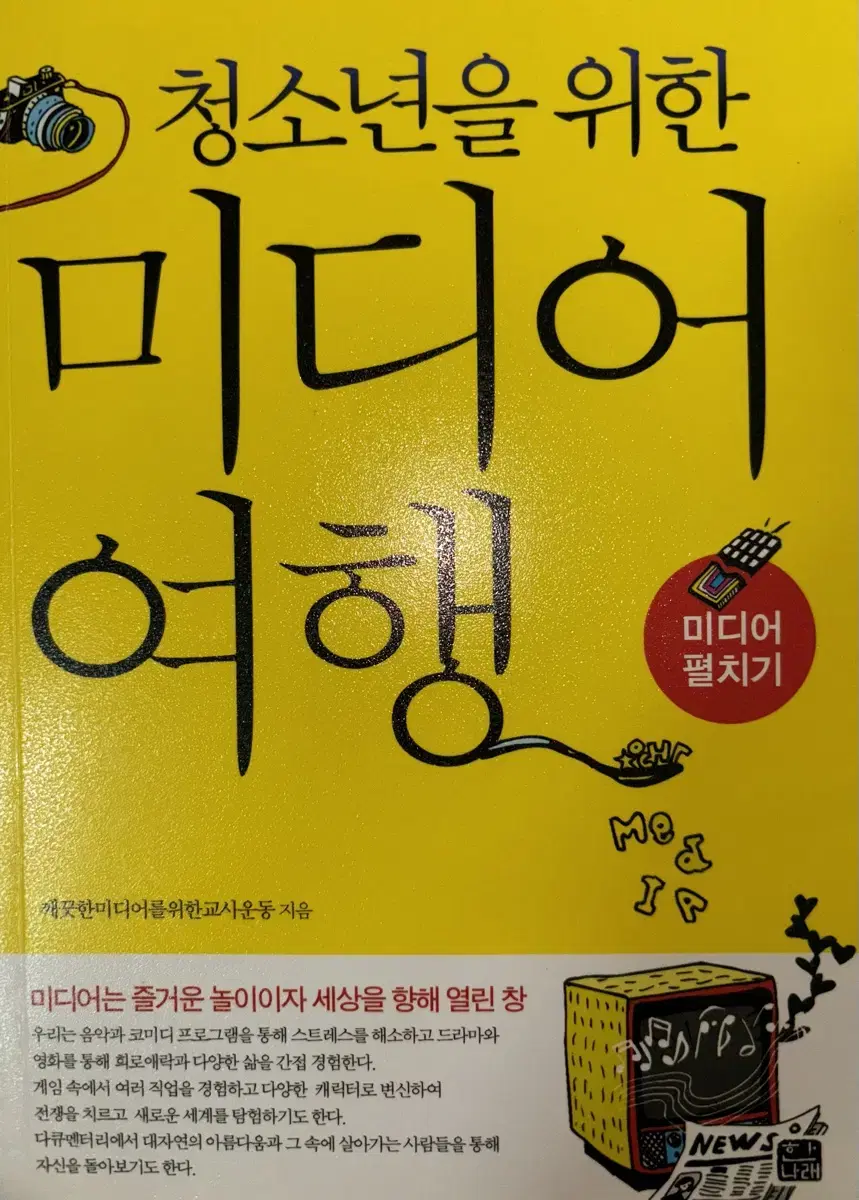 청소년을 위한
미디어
여행
미디어
펼치기
Media
깨끗한미디어를위한교사운동 지음
미디어는 즐거운 놀이이자 세상을 향해 열린 창
우리는 음악과 코미디 프로그램을 통해 스트레스를 해소하고 드라마와
영화를 통해 희로애락과 다양한 삶을 간접 경험한다.
게임 속에서 여러 직업을 경험하고 다양한 캐릭터로 변신하여
전쟁을 치르고 새로운 세계를 탐험하기도 한다.
다큐멘터리에서 대자연의 아름다움과 그 속에 살아가는 사람들을 통해
자신을 돌아보기도 한다.
NEWS
한
나래